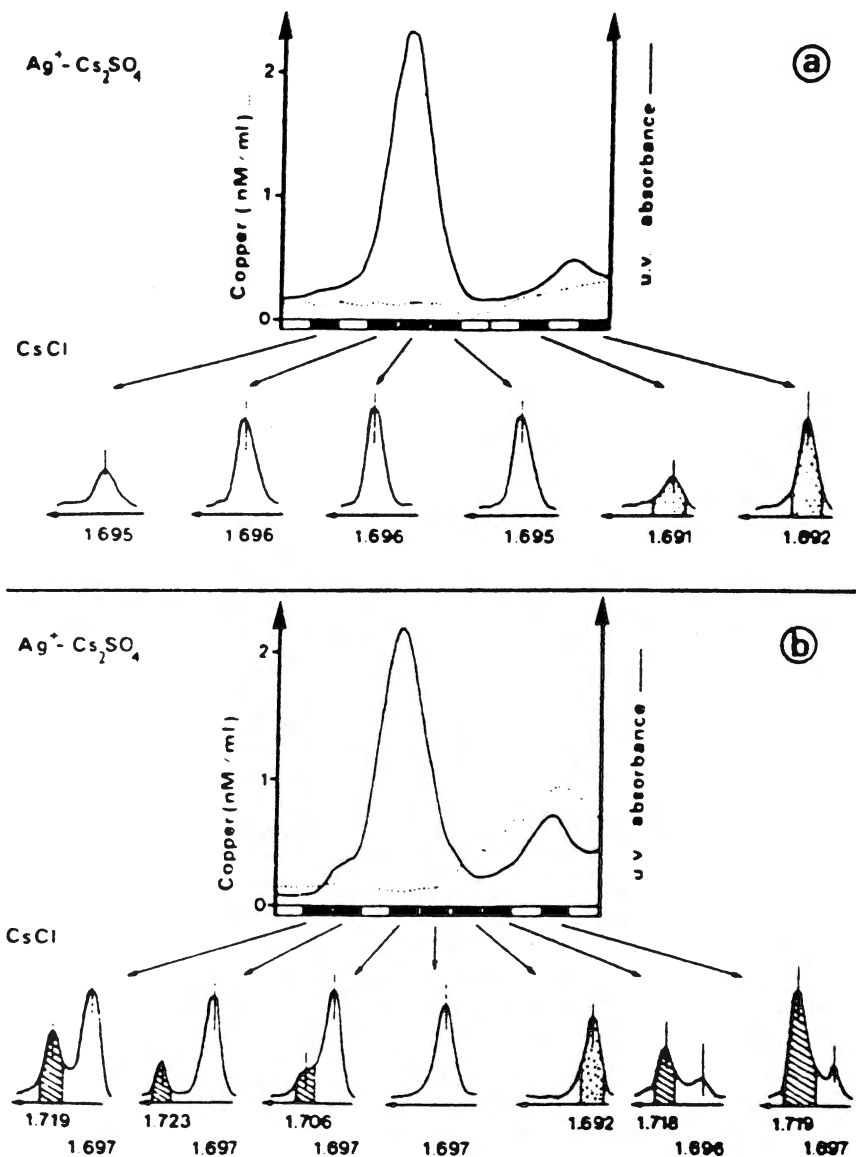 Ag⁺-Cs₂SO₄
ⓐ
Copper (nM/ml)
2
1
0
u.v absorbance
CsCl
1.695 1.696 1.696 1.695 1.691 1.692
Ag⁺-Cs₂SO₄
ⓑ
Copper (nM/ml)
2
1
0
u v absorbance
CsCl
1.719 1.723 1.706 1.692 1.718 1.719
1.697 1.697 1.697 1.697 1.696 1.697